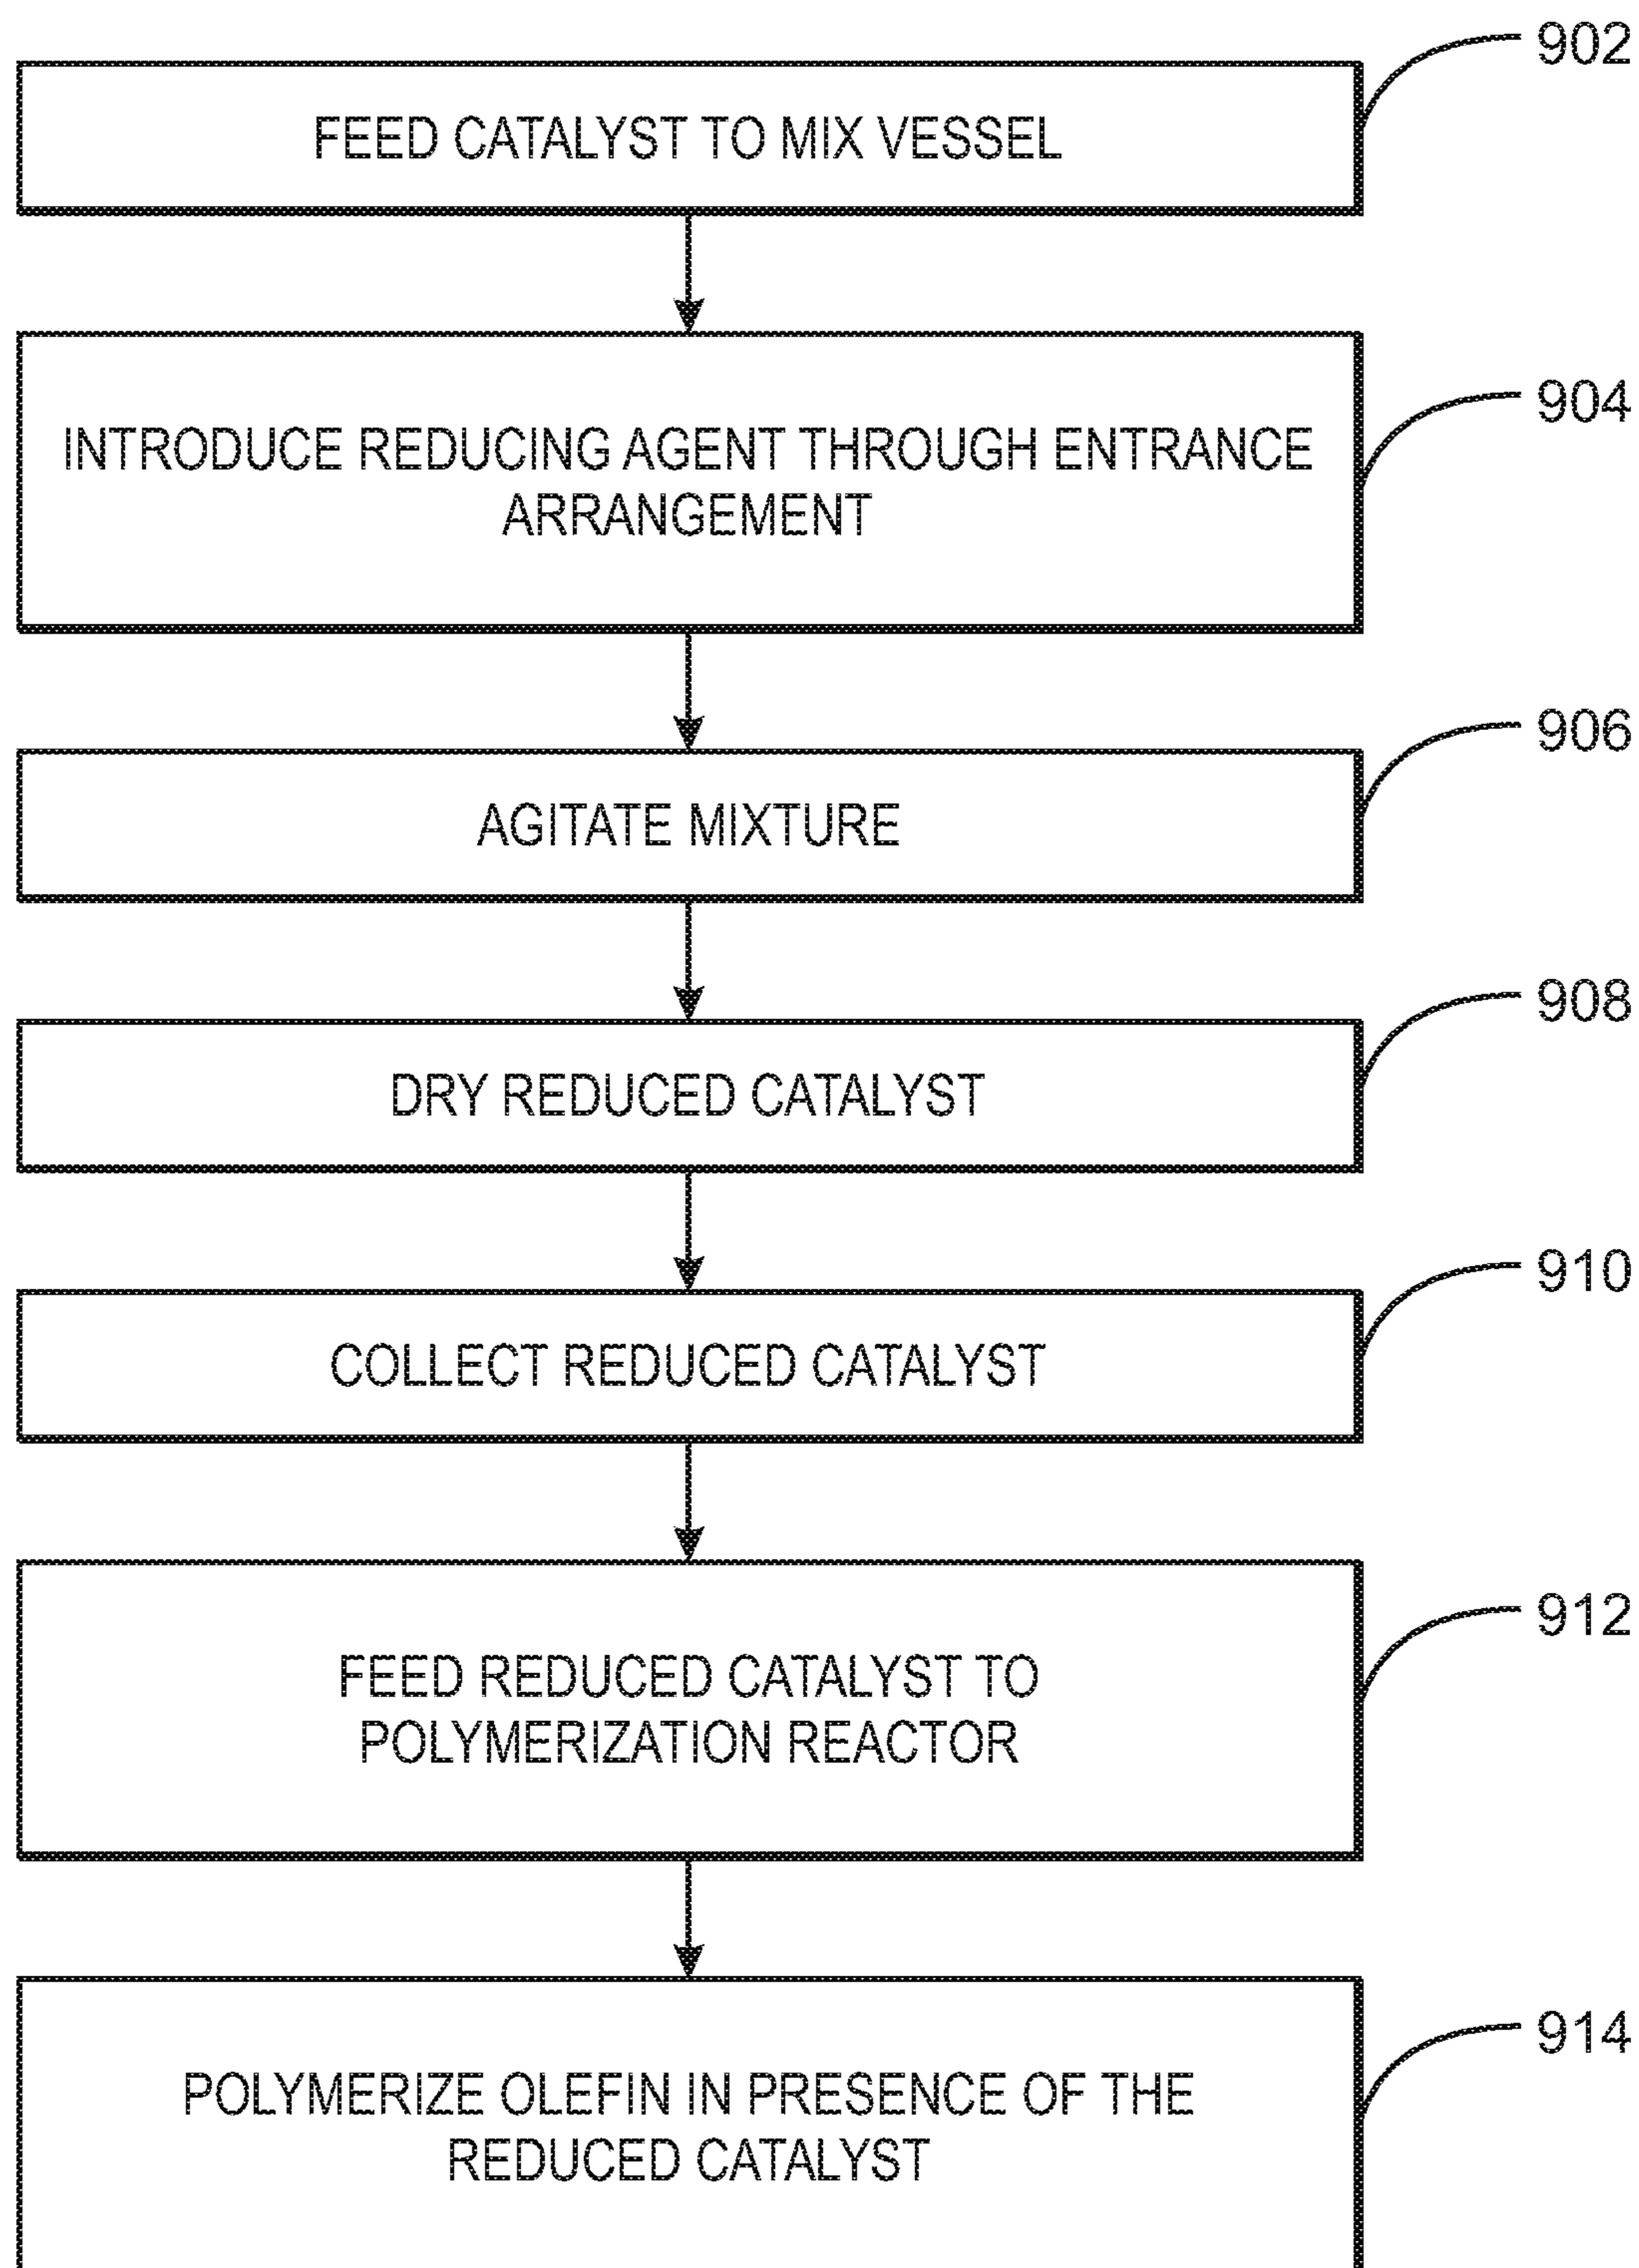 902
FEED CATALYST TO MIX VESSEL
904
INTRODUCE REDUCING AGENT THROUGH ENTRANCE
ARRANGEMENT
906
AGITATE MIXTURE
908
DRY REDUCED CATALYST
910
COLLECT REDUCED CATALYST
912
FEED REDUCED CATALYST TO
POLYMERIZATION REACTOR
914
POLYMERIZE OLEFIN IN PRESENCE OF THE
REDUCED CATALYST